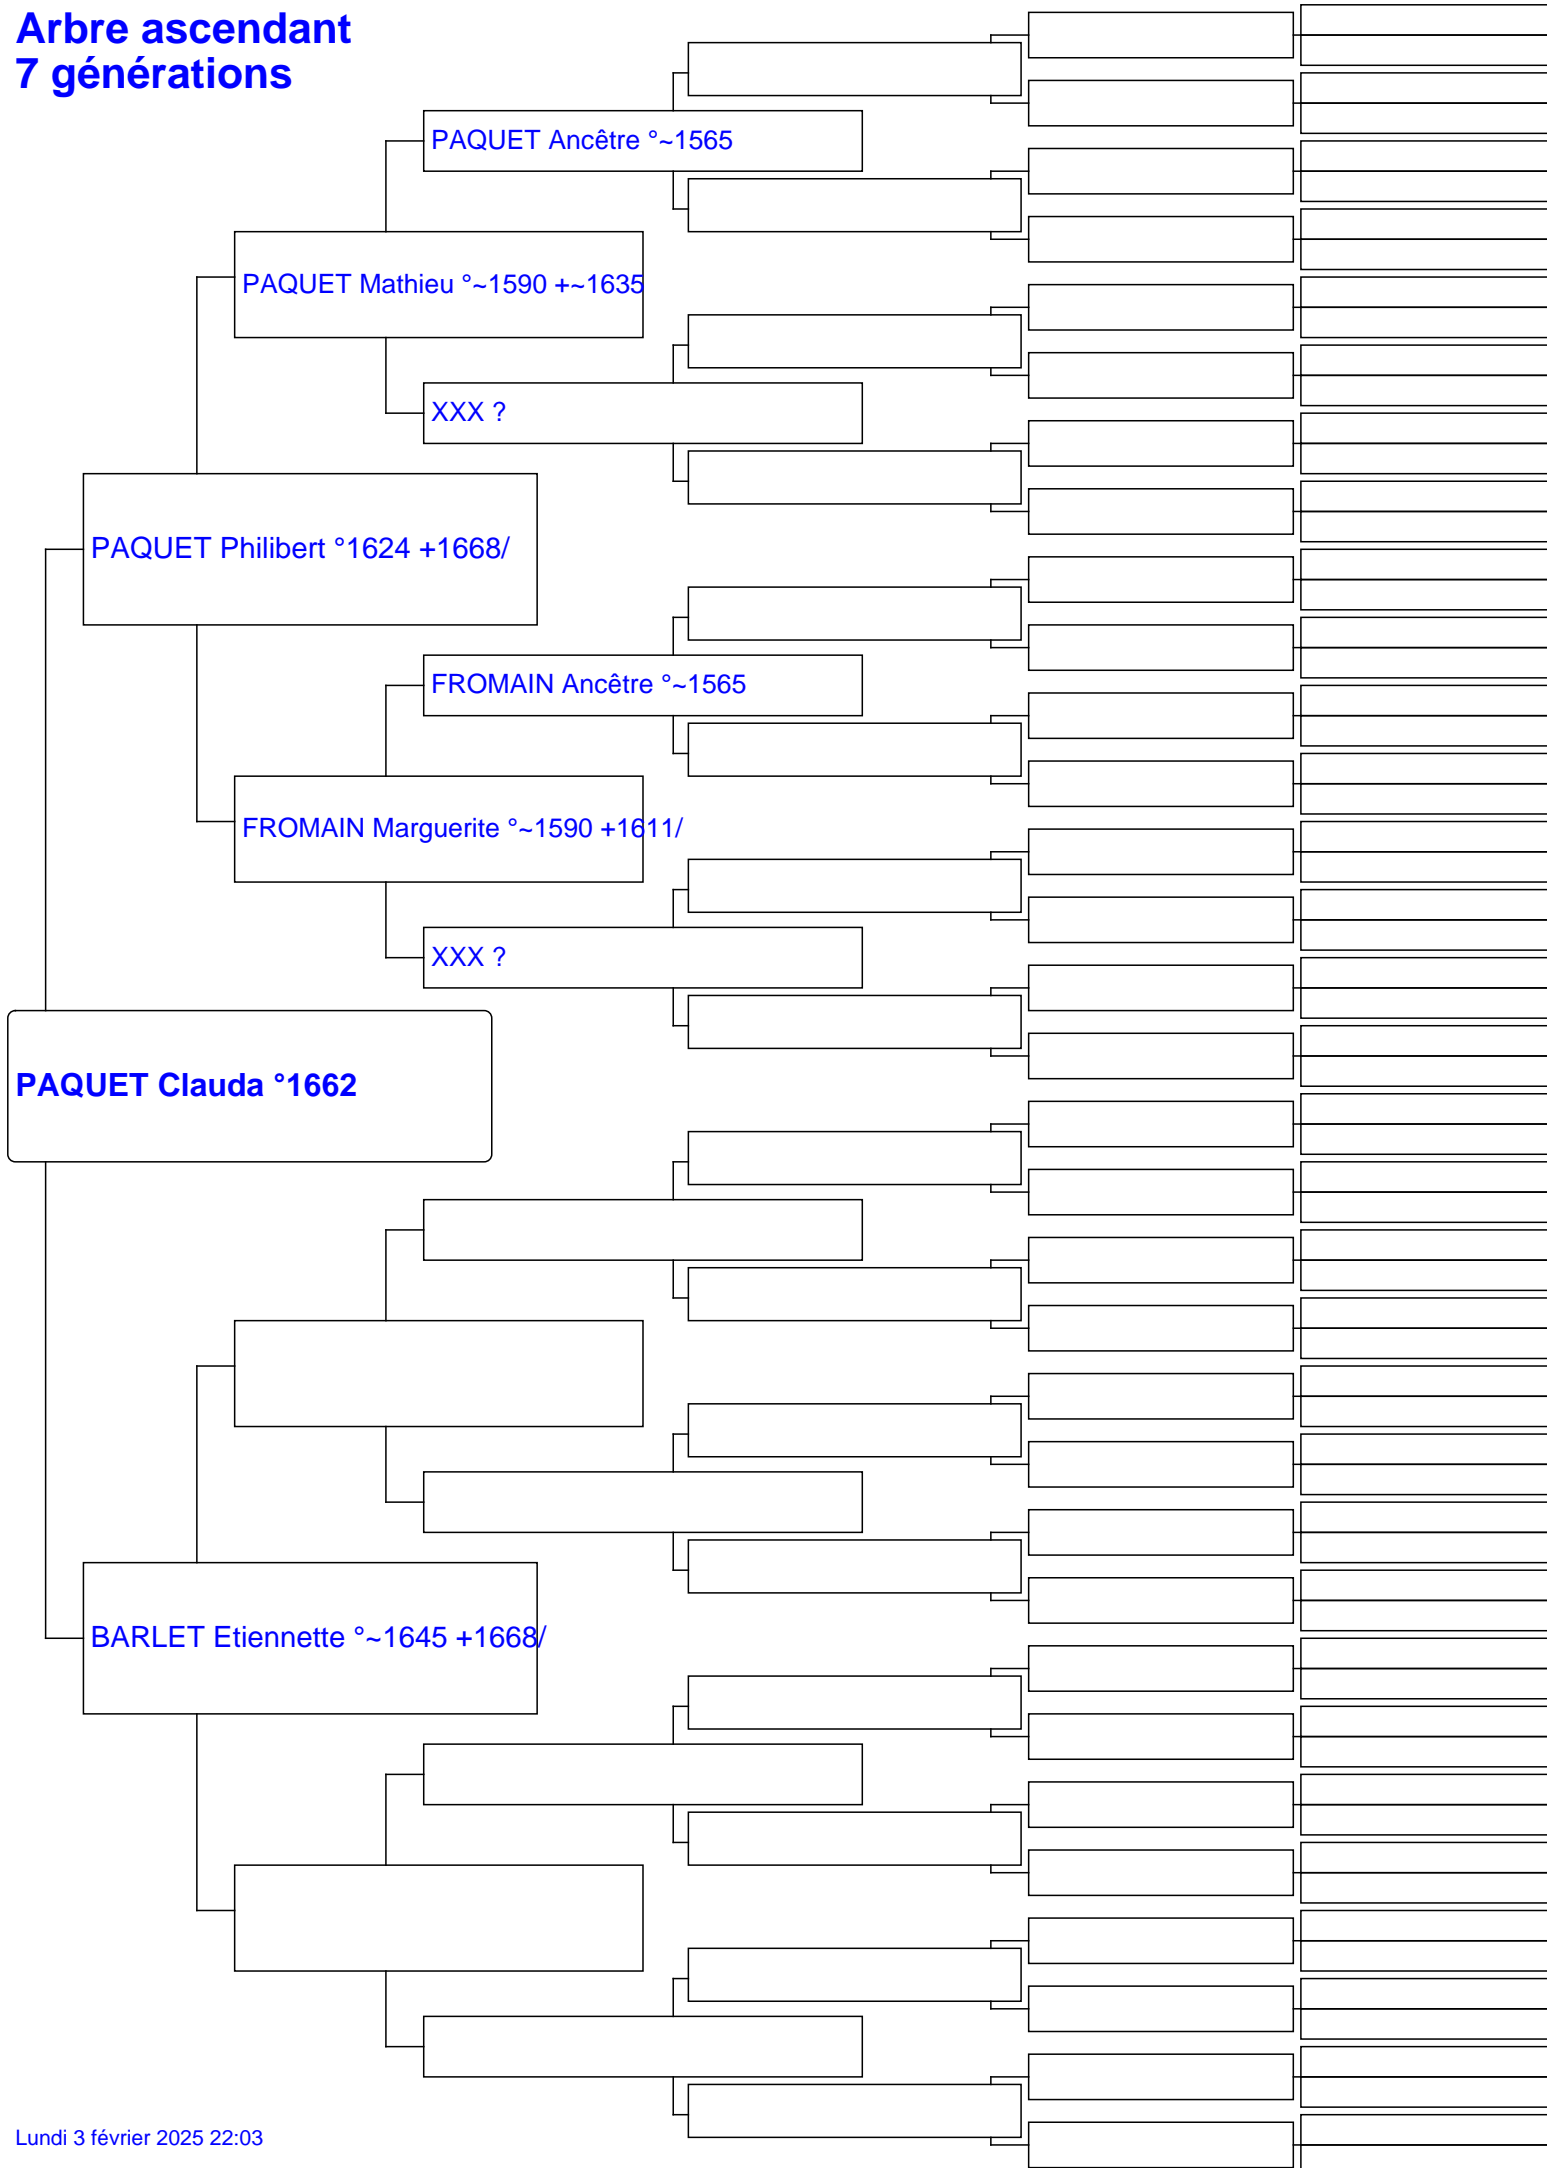 Arbre ascendant
7 générations
PAQUET Ancêtre °~1565
PAQUET Mathieu °~1590 +~1635
XXX ?
PAQUET Philibert °1624 +1668/
FROMAIN Ancêtre °~1565
FROMAIN Marguerite °~1590 +1611/
XXX ?
PAQUET Clauda °1662
BARLET Etiennette °~1645 +1668/
Lundi 3 février 2025 22:03